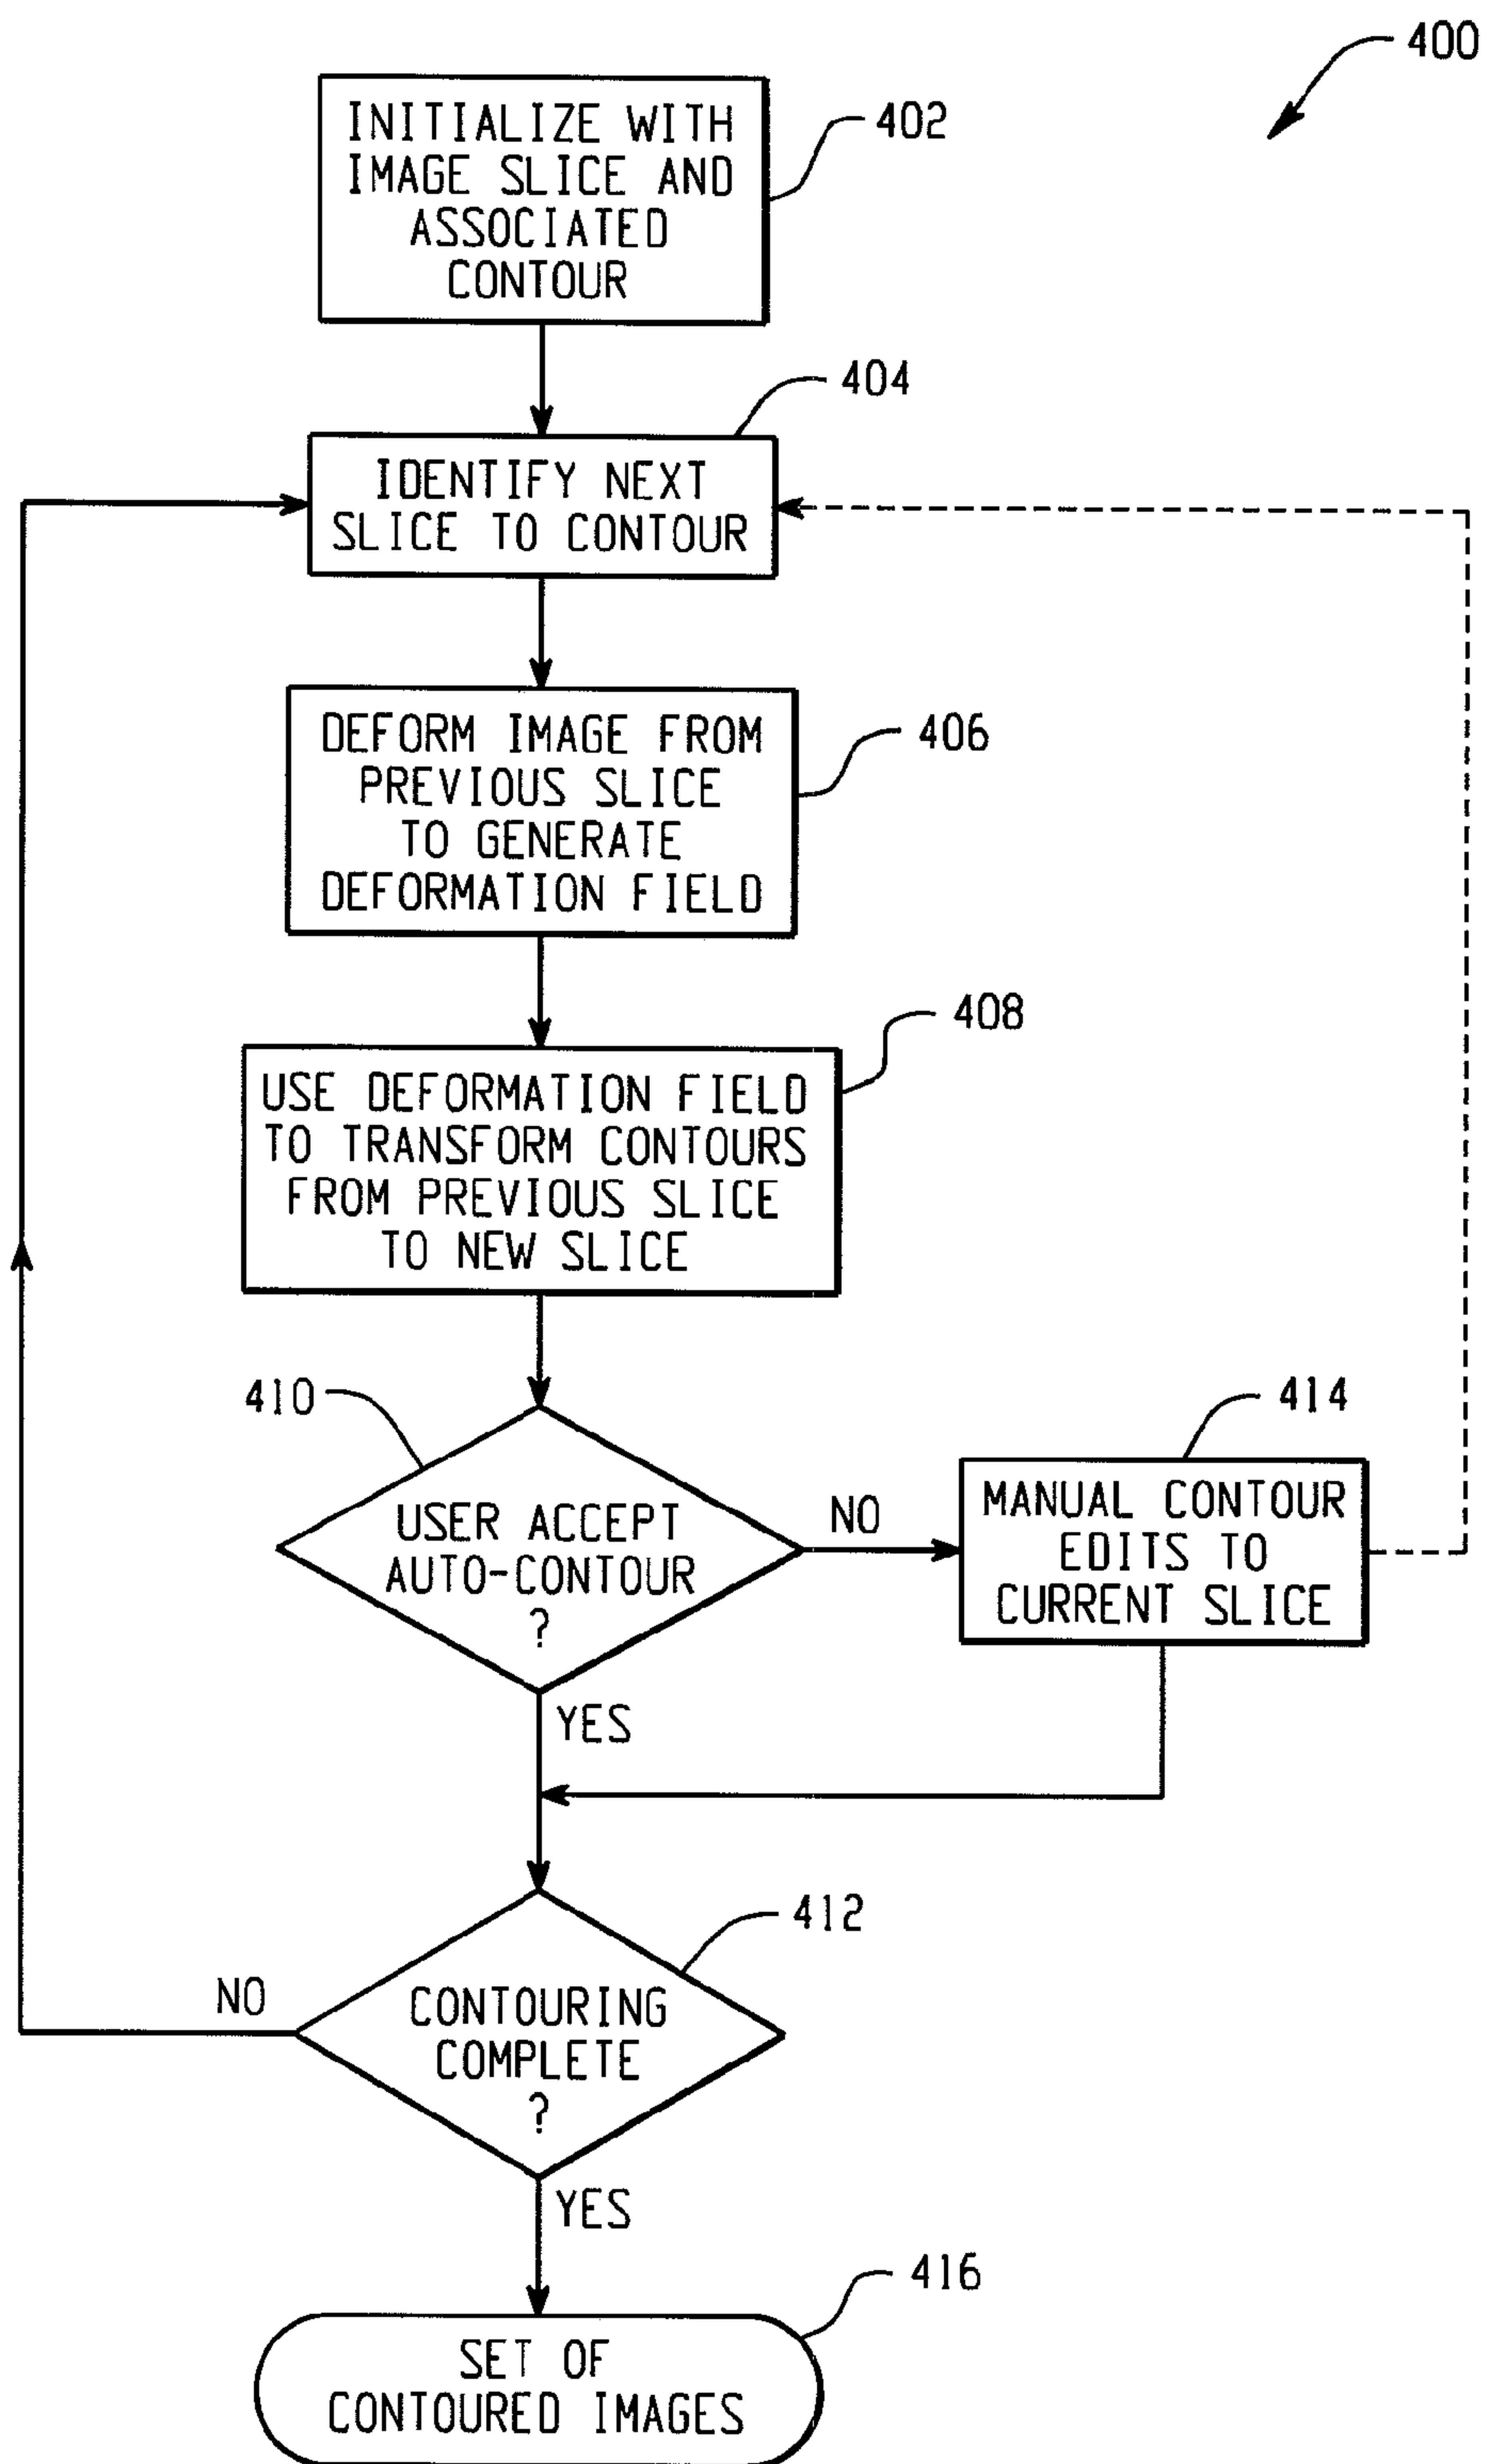 400
INITIALIZE WITH
IMAGE SLICE AND
ASSOCIATED
CONTOUR
402
404
IDENTIFY NEXT
SLICE TO CONTOUR
DEFORM IMAGE FROM
PREVIOUS SLICE
TO GENERATE
DEFORMATION FIELD
406
408
USE DEFORMATION FIELD
TO TRANSFORM CONTOURS
FROM PREVIOUS SLICE
TO NEW SLICE
410
USER ACCEPT
AUTO-CONTOUR
?
NO
414
MANUAL CONTOUR
EDITS TO
CURRENT SLICE
YES
412
CONTOURING
COMPLETE
?
NO
YES
416
SET OF
CONTOURED IMAGES